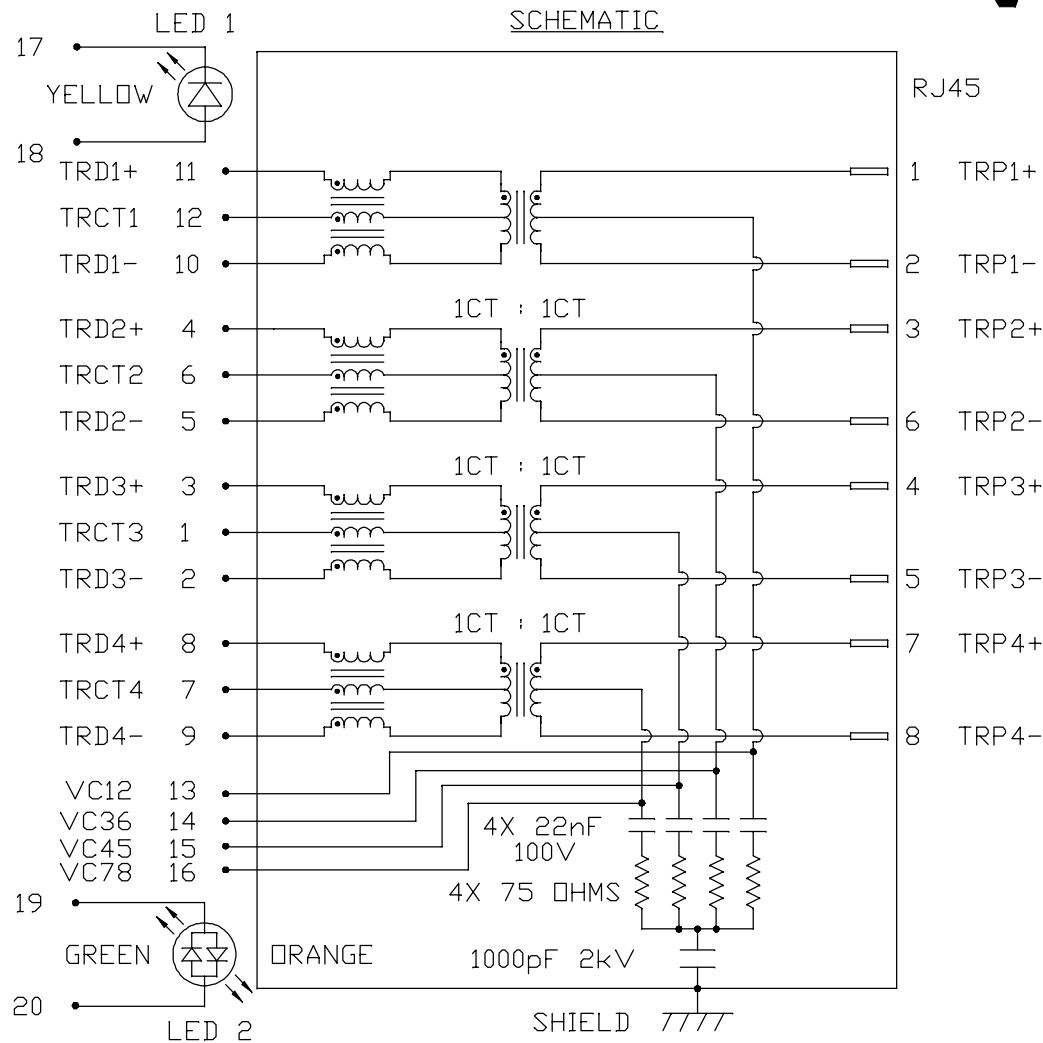 SCHEMATIC
LED 1
17
YELLOW
18
RJ45
TRD1+ 11
1 TRP1+
TRCT1 12
TRD1- 10
2 TRP1-
1CT : 1CT
TRD2+ 4
3 TRP2+
TRCT2 6
TRD2- 5
6 TRP2-
1CT : 1CT
TRD3+ 3
4 TRP3+
TRCT3 1
TRD3- 2
5 TRP3-
1CT : 1CT
TRD4+ 8
7 TRP4+
TRCT4 7
TRD4- 9
8 TRP4-
VC12 13
VC36 14
VC45 15
VC78 16
4X 22nF
100V
4X 75 OHMS
19
GREEN
ORANGE
1000pF 2kV
20
LED 2
SHIELD